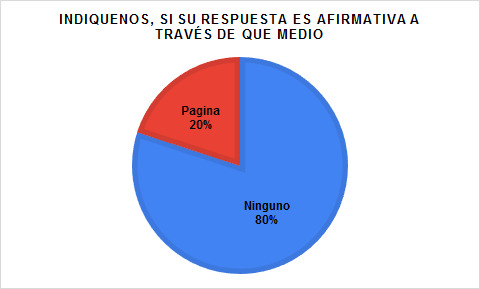 INDIQUENOS, SI SU RESPUESTA ES AFIRMATIVA A
TRAVÉS DE QUE MEDIO
Pagina
20%
Ninguno
80%